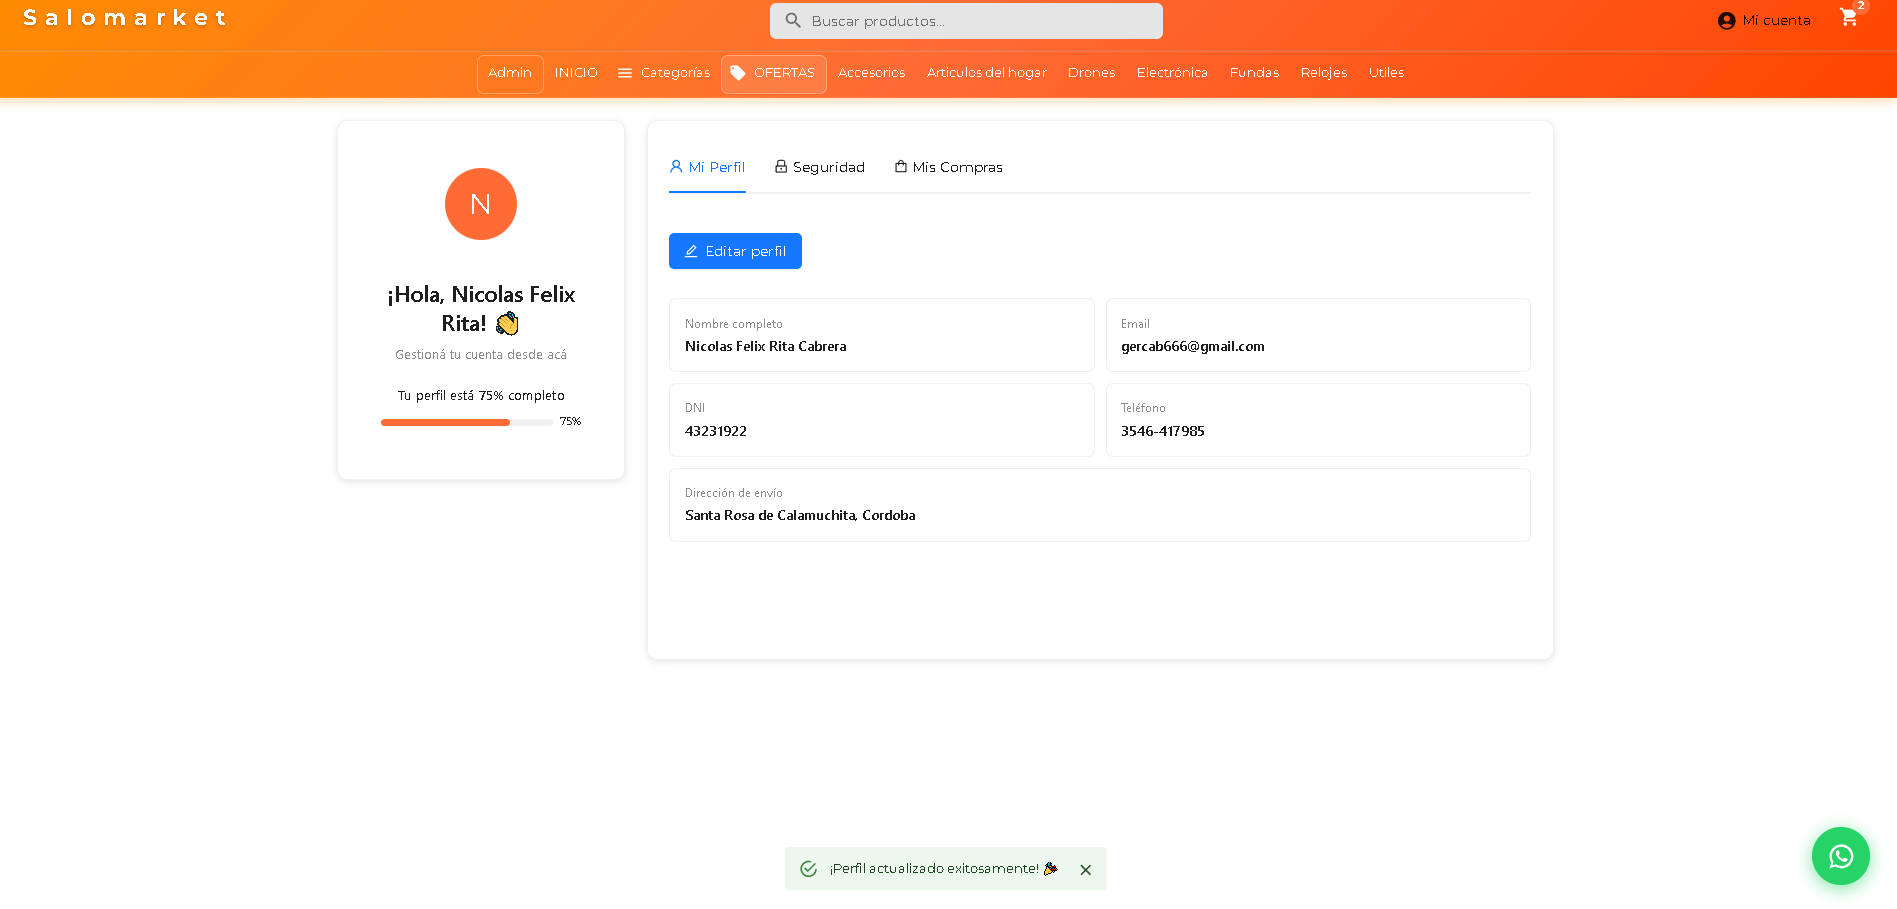 Salomarket
Buscar productos...
Mi cuenta
2
Admin INICIO Categorías OFERTAS Accesorios Articulos del hogar Drones Electrónica Fundas Relojes Utiles
N
¡Hola, Nicolas Felix
Rita! 👋
Gestioná tu cuenta desde acá
Tu perfil está 75% completo
75%
Mi Perfil Seguridad Mis Compras
Editar perfil
Nombre completo
Nicolas Felix Rita Cabrera
Email
gercab666@gmail.com
DNI
43231922
Teléfono
3546-417985
Dirección de envío
Santa Rosa de Calamuchita, Cordoba
¡Perfil actualizado exitosamente! 🎉